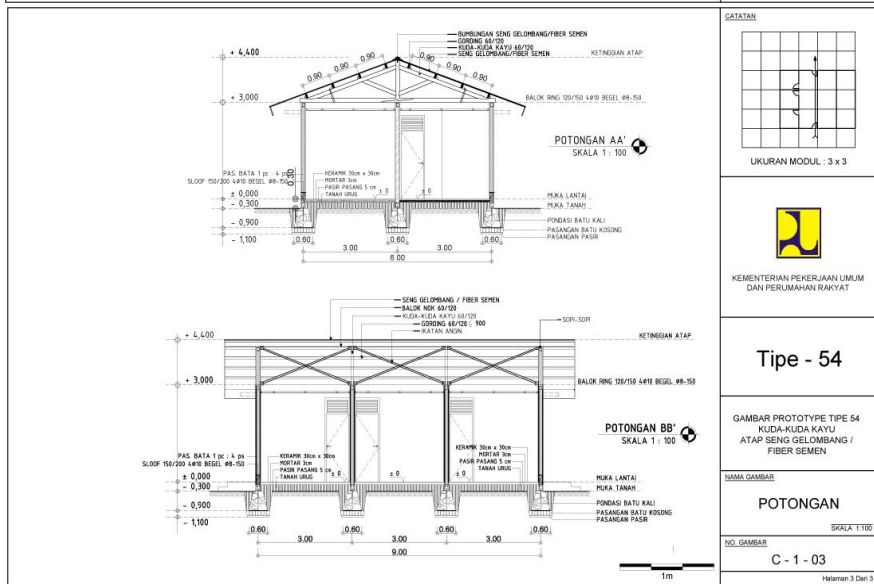 BUMBUNGAN SENG GELOMBANG/FIBER SEMEN
GORDING 60/120
KUDA-KUDA KAYU 60/120
SENG GELOMBANG/FIBER SEMEN
+ 4,400
KETINGGIAN ATAP
0.90 0.90 0.90 0.90 0.90 0.90
+ 3,000
BALOK RING 120/150 4Ø10 BEGEL Ø8-150
POTONGAN AA'
SKALA 1 : 100
PAS. BATA 1 pc : 4 ps
SLOOF 150/200 4Ø10 BEGEL Ø8-150
0.30
KERAMIK 30cm x 30cm
MORTAR 3cm
PASIR PASANG 5 cm
TANAH URUG
± 0
± 0
± 0,000
MUKA LANTAI
- 0,300
MUKA TANAH
- 0,900
PONDASI BATU KALI
PASANGAN BATU KOSONG
- 1,100
PASANGAN PASIR
0.60 0.60 0.60
3.00 3.00
6.00
SENG GELOMBANG / FIBER SEMEN
BALOK NOK 60/120
KUDA-KUDA KAYU 60/120
GORDING 60/120 ≤ 900
IKATAN ANGIN
SOPI-SOPI
+ 4,400
KETINGGIAN ATAP
+ 3,000
BALOK RING 120/150 4Ø10 BEGEL Ø8-150
POTONGAN BB'
SKALA 1 : 100
PAS. BATA 1 pc : 4 ps
SLOOF 150/200 4Ø10 BEGEL Ø8-150
KERAMIK 30cm x 30cm
MORTAR 3cm
PASIR PASANG 5 cm
TANAH URUG
± 0
± 0
KERAMIK 30cm x 30cm
MORTAR 3cm
PASIR PASANG 5 cm
TANAH URUG
± 0
± 0,000
MUKA LANTAI
- 0,300
MUKA TANAH
- 0,900
PONDASI BATU KALI
PASANGAN BATU KOSONG
- 1,100
PASANGAN PASIR
0.60 0.60 0.60 0.60
3.00 3.00 3.00
9.00
1m
CATATAN
UKURAN MODUL : 3 x 3
KEMENTERIAN PEKERJAAN UMUM
DAN PERUMAHAN RAKYAT
Tipe - 54
GAMBAR PROTOTYPE TIPE 54
KUDA-KUDA KAYU
ATAP SENG GELOMBANG /
FIBER SEMEN
NAMA GAMBAR
POTONGAN
SKALA 1:100
NO. GAMBAR
C - 1 - 03
Halaman 3 Dari 3